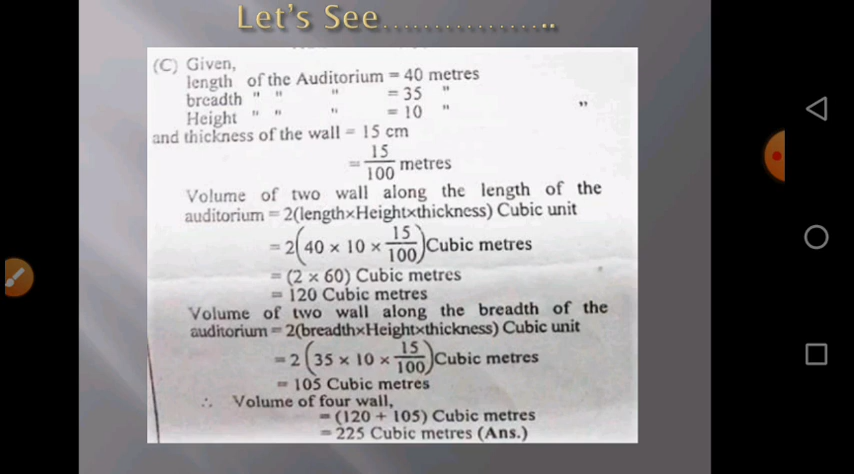 Let's See................
(C) Given,
length of the Auditorium = 40 metres
breadth " " " = 35 "
Height " " " = 10 " "
and thickness of the wall = 15 cm
= 15/100 metres
Volume of two wall along the length of the
auditorium = 2(length×Height×thickness) Cubic unit
= 2(40 × 10 × 15/100)Cubic metres
= (2 × 60) Cubic metres
= 120 Cubic metres
Volume of two wall along the breadth of the
auditorium = 2(breadth×Height×thickness) Cubic unit
= 2(35 × 10 × 15/100)Cubic metres
= 105 Cubic metres
∴ Volume of four wall,
= (120 + 105) Cubic metres
= 225 Cubic metres (Ans.)